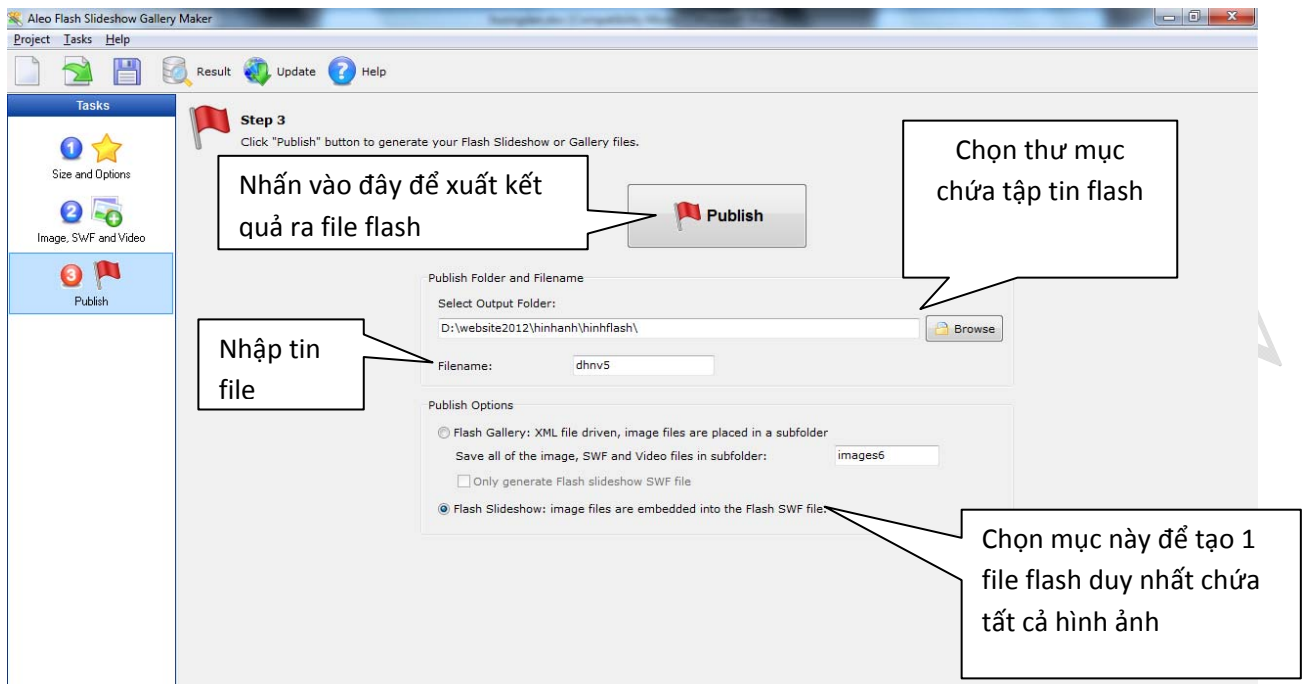 Aleo Flash Slideshow Gallery Maker
Project Tasks Help
Result Update Help
Tasks
1
Size and Options
2
Image, SWF and Video
3
Publish
Step 3
Click "Publish" button to generate your Flash Slideshow or Gallery files.
Nhấn vào đây để xuất kết
quả ra file flash
Publish
Chọn thư mục
chứa tập tin flash
Publish Folder and Filename
Select Output Folder:
D:\website2012\hinhanh\hinhflash\
Browse
Nhập tin
file
Filename: dhnv5
Publish Options
Flash Gallery: XML file driven, image files are placed in a subfolder
Save all of the image, SWF and Video files in subfolder: images6
Only generate Flash slideshow SWF file
Flash Slideshow: image files are embedded into the Flash SWF file.
Chọn mục này để tạo 1
file flash duy nhất chứa
tất cả hình ảnh